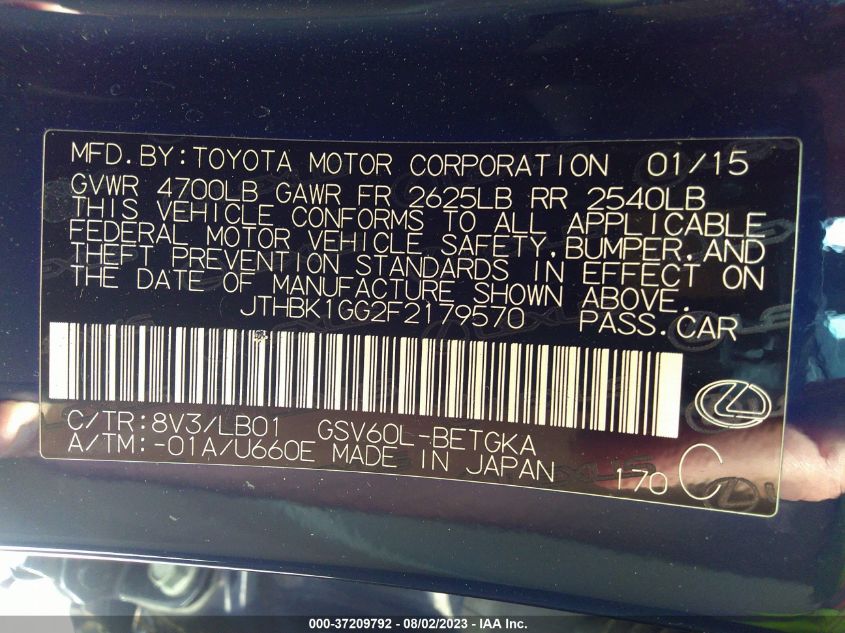 MFD.BY:TOYOTA MOTOR CORPORATION 01/15
GVWR 4700LB GAWR FR 2625LB RR 2540LB
THIS VEHICLE CONFORMS TO ALL APPLICABLE
FEDERAL MOTOR VEHICLE SAFETY,BUMPER,AND
THEFT PREVENTION STANDARDS IN EFFECT ON
THE DATE OF MANUFACTURE SHOWN ABOVE.
JTHBK1GG2F2179570 PASS.CAR
C/TR:8V3/LB01 GSV60L-BETGKA
A/TM:-01A/U660E MADE IN JAPAN
170 C
000-37209792 - 08/02/2023 - IAA Inc.